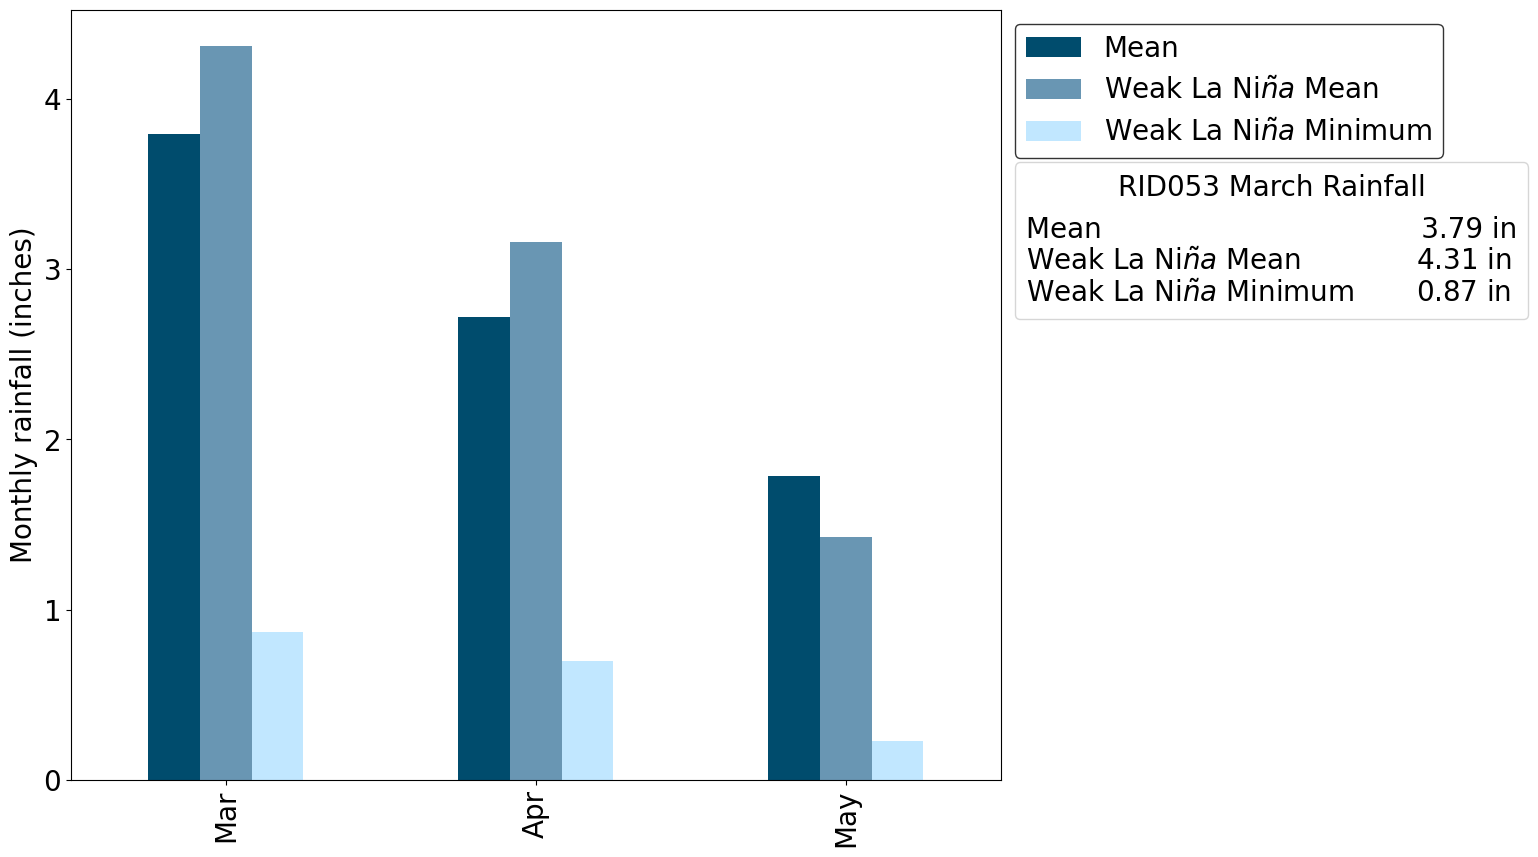 Monthly rainfall (inches)
4
3
2
1
0
Mar
Apr
May
Mean
Weak La Niña Mean
Weak La Niña Minimum
RID053 March Rainfall
Mean 3.79 in
Weak La Niña Mean 4.31 in
Weak La Niña Minimum 0.87 in